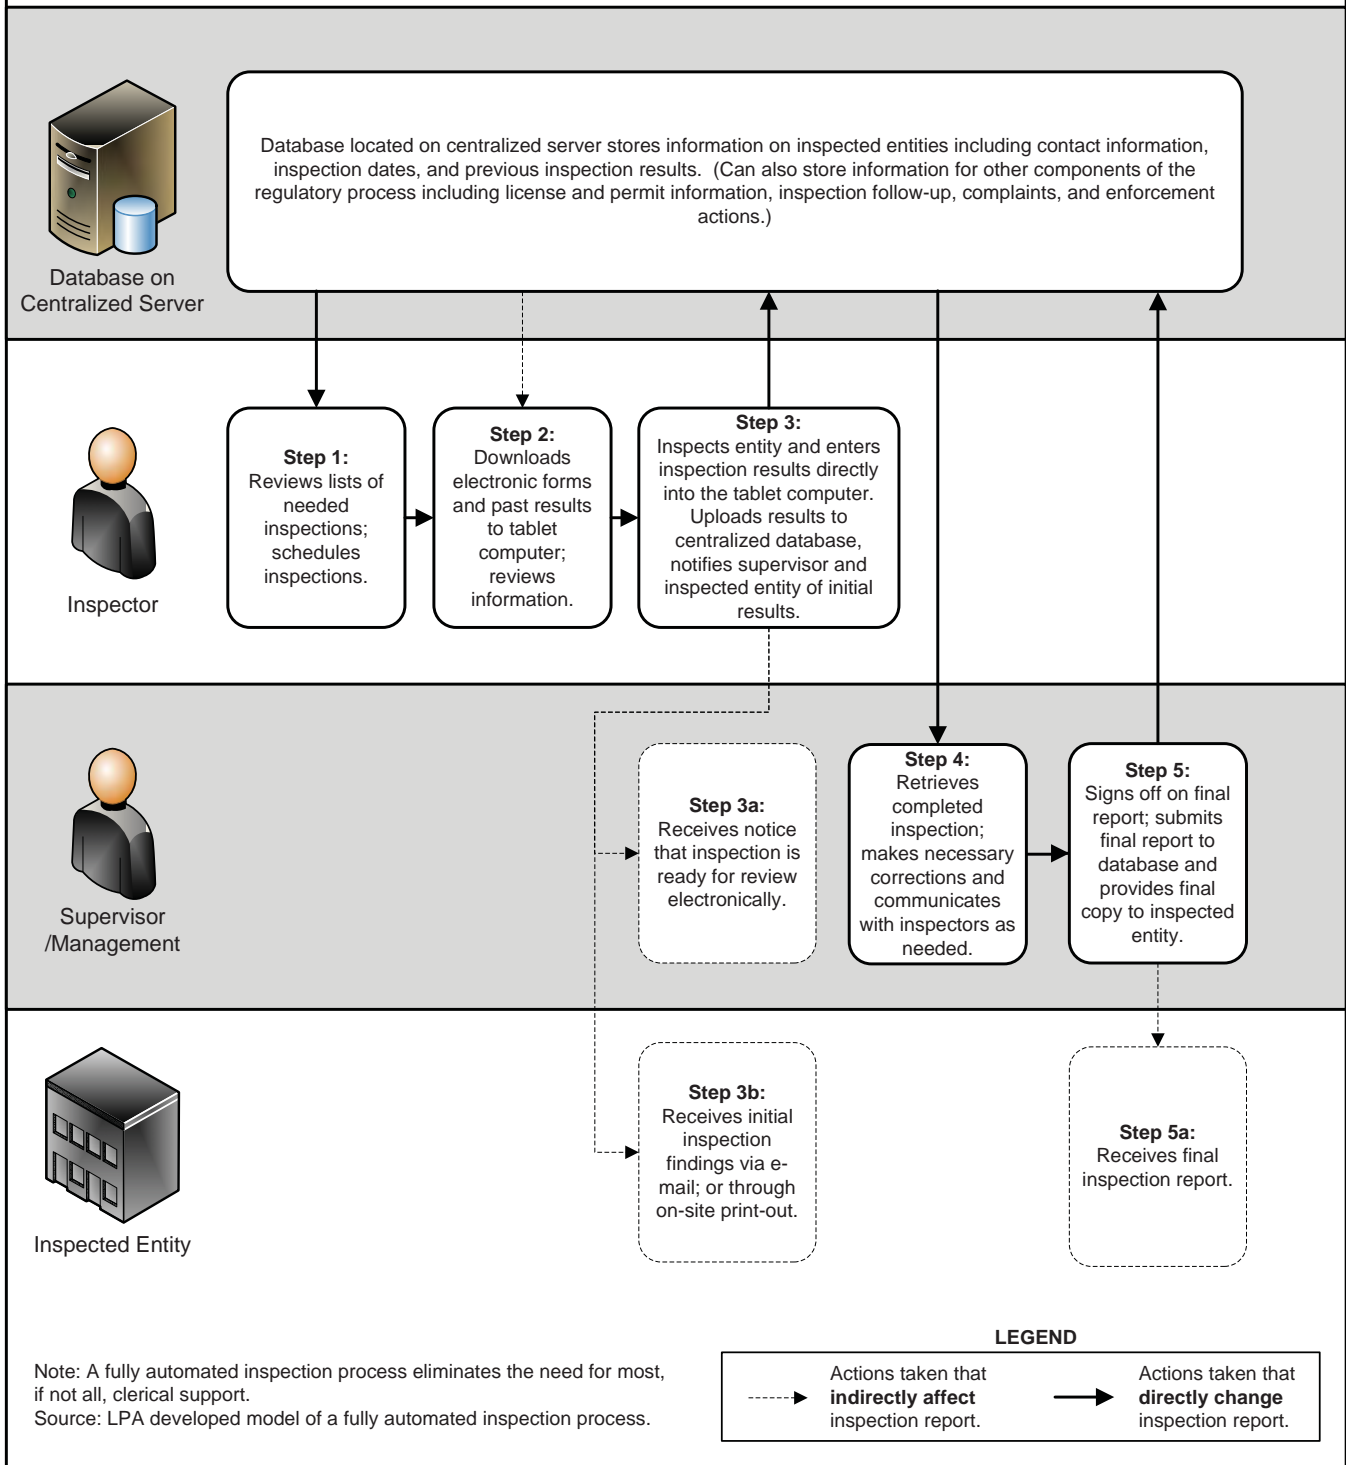 Database located on centralized server stores information on inspected entities including contact information,
inspection dates, and previous inspection results.  (Can also store information for other components of the
regulatory process including license and permit information, inspection follow-up, complaints, and enforcement
actions.)
Database on
Centralized Server
Step 1:
Reviews lists of
needed
inspections;
schedules
inspections.
Step 2:
Downloads
electronic forms
and past results
to tablet
computer;
reviews
information.
Step 3:
Inspects entity and enters
inspection results directly
into the tablet computer.
Uploads results to
centralized database,
notifies supervisor and
inspected entity of initial
results.
Inspector
Step 3a:
Receives notice
that inspection is
ready for review
electronically.
Step 4:
Retrieves
completed
inspection;
makes necessary
corrections and
communicates
with inspectors as
needed.
Step 5:
Signs off on final
report; submits
final report to
database and
provides final
copy to inspected
entity.
Supervisor
/Management
Step 3b:
Receives initial
inspection
findings via e-
mail; or through
on-site print-out.
Step 5a:
Receives final
inspection report.
Inspected Entity
Note: A fully automated inspection process eliminates the need for most,
if not all, clerical support.
Source: LPA developed model of a fully automated inspection process.
LEGEND
Actions taken that
indirectly affect
inspection report.
Actions taken that
directly change
inspection report.